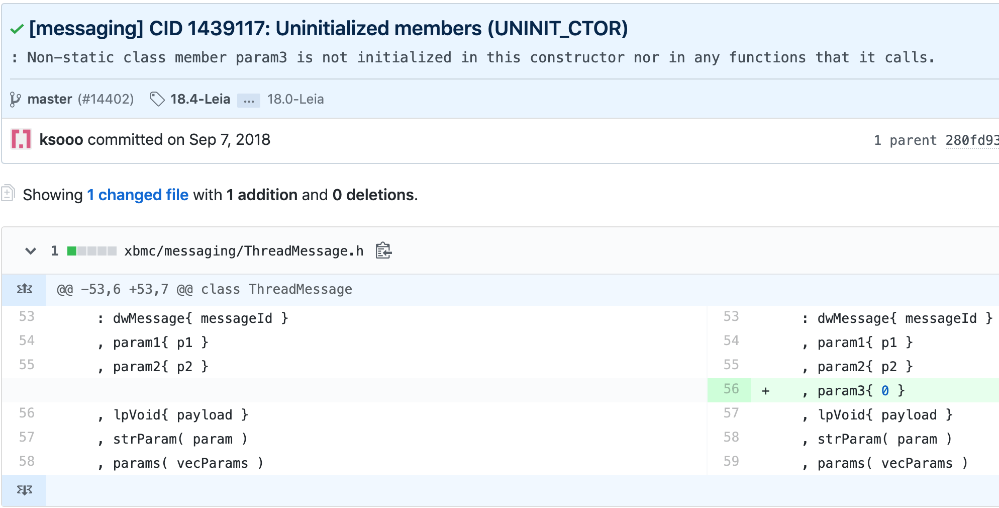 [messaging] CID 1439117: Uninitialized members (UNINIT_CTOR)
: Non-static class member param3 is not initialized in this constructor nor in any functions that it calls.
master (#14402) 18.4-Leia ... 18.0-Leia
ksooo committed on Sep 7, 2018 1 parent 280fd93
Showing 1 changed file with 1 addition and 0 deletions.
1 xbmc/messaging/ThreadMessage.h
@@ -53,6 +53,7 @@ class ThreadMessage
53 : dwMessage{ messageId } 53 : dwMessage{ messageId }
54 , param1{ p1 } 54 , param1{ p1 }
55 , param2{ p2 } 55 , param2{ p2 }
56 + , param3{ 0 }
56 , lpVoid{ payload } 57 , lpVoid{ payload }
57 , strParam( param ) 58 , strParam( param )
58 , params( vecParams ) 59 , params( vecParams )